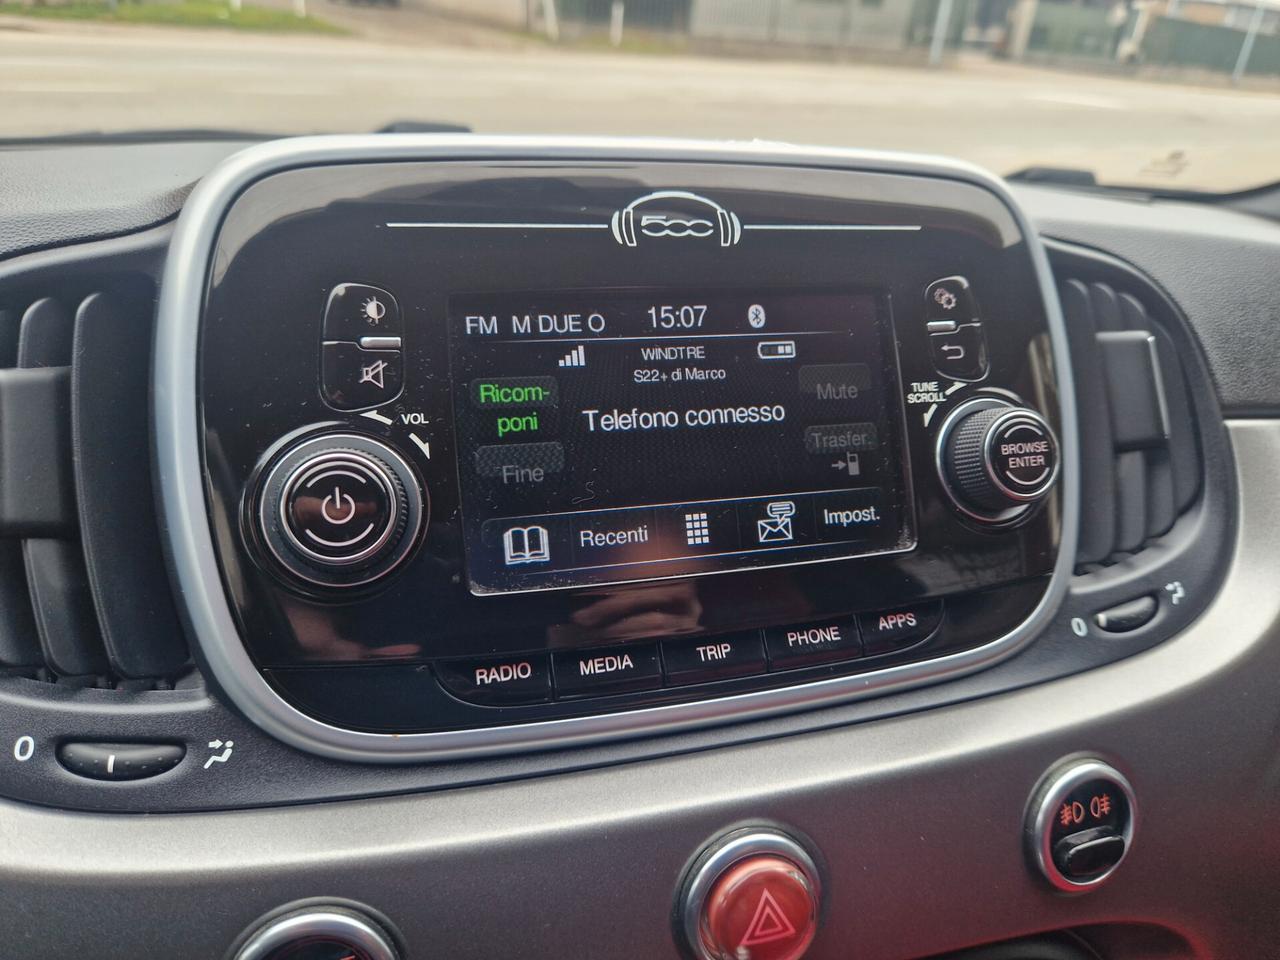 500
FM M DUE O 15:07
WINDTRE
S22+ di Marco
Ricom-
poni
Telefono connesso
Mute
Fine
Trasfer.
Recenti
Impost.
VOL
TUNE
SCROLL
BROWSE
ENTER
RADIO MEDIA TRIP PHONE APPS
0
0